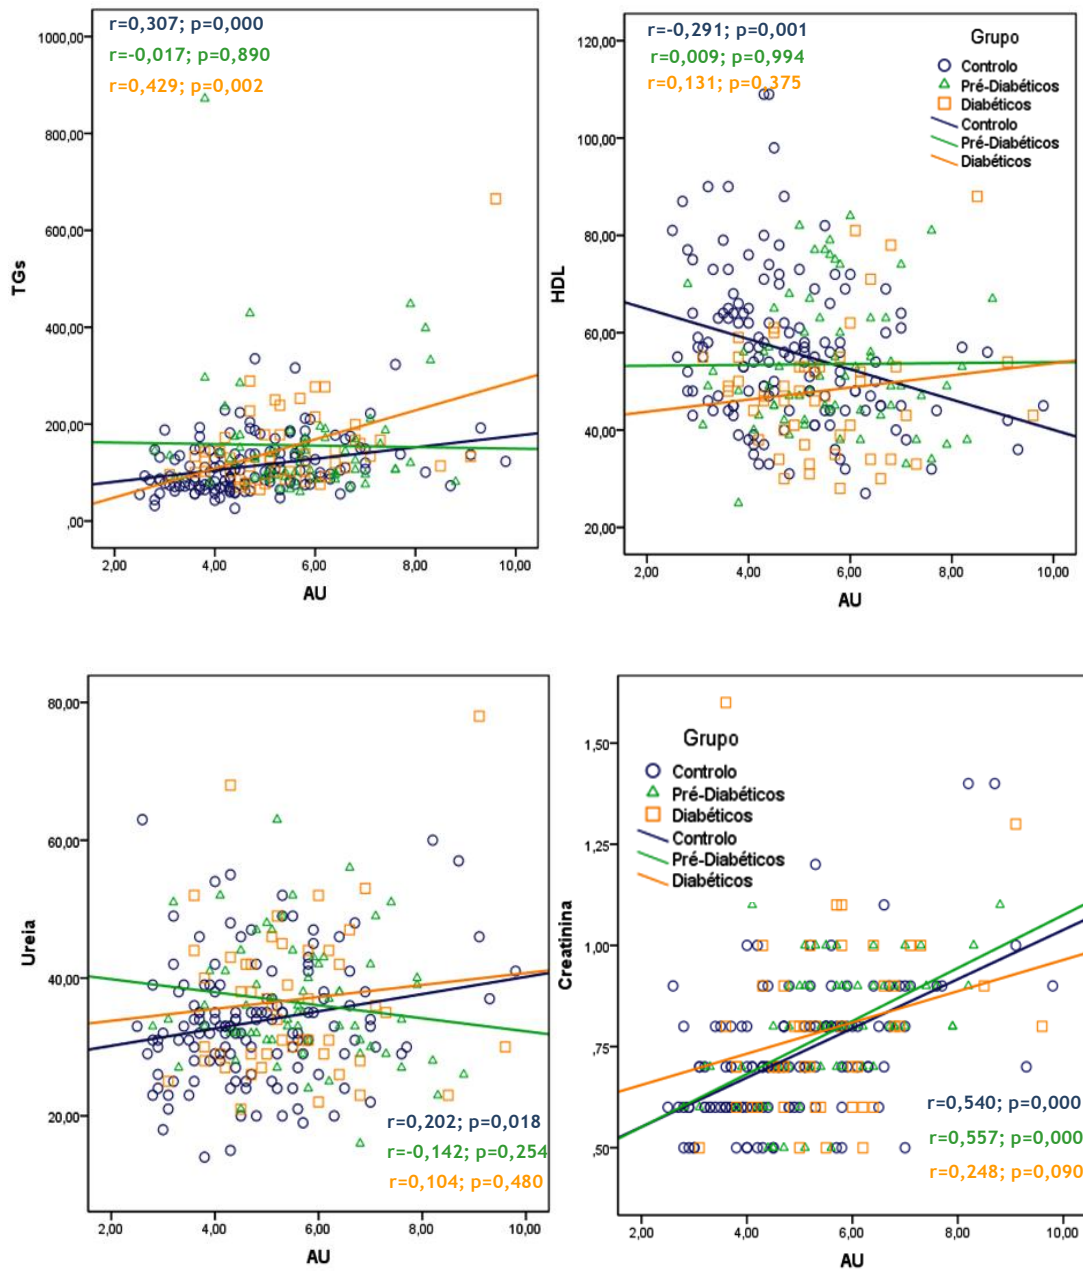 r=0,307; p=0,000
r=-0,017; p=0,890
r=0,429; p=0,002
1000,00
800,00
600,00
400,00
200,00
,00
TGs
2,00 4,00 6,00 8,00 10,00
AU
r=-0,291; p=0,001
r=0,009; p=0,994
r=0,131; p=0,375
Grupo
Controlo
Pré-Diabéticos
Diabéticos
Controlo
Pré-Diabéticos
Diabéticos
120,00
100,00
80,00
60,00
40,00
20,00
HDL
2,00 4,00 6,00 8,00 10,00
AU
80,00
60,00
40,00
20,00
Ureia
r=0,202; p=0,018
r=-0,142; p=0,254
r=0,104; p=0,480
2,00 4,00 6,00 8,00 10,00
AU
Grupo
Controlo
Pré-Diabéticos
Diabéticos
Controlo
Pré-Diabéticos
Diabéticos
1,50
1,25
1,00
,75
,50
Creatinina
r=0,540; p=0,000
r=0,557; p=0,000
r=0,248; p=0,090
2,00 4,00 6,00 8,00 10,00
AU